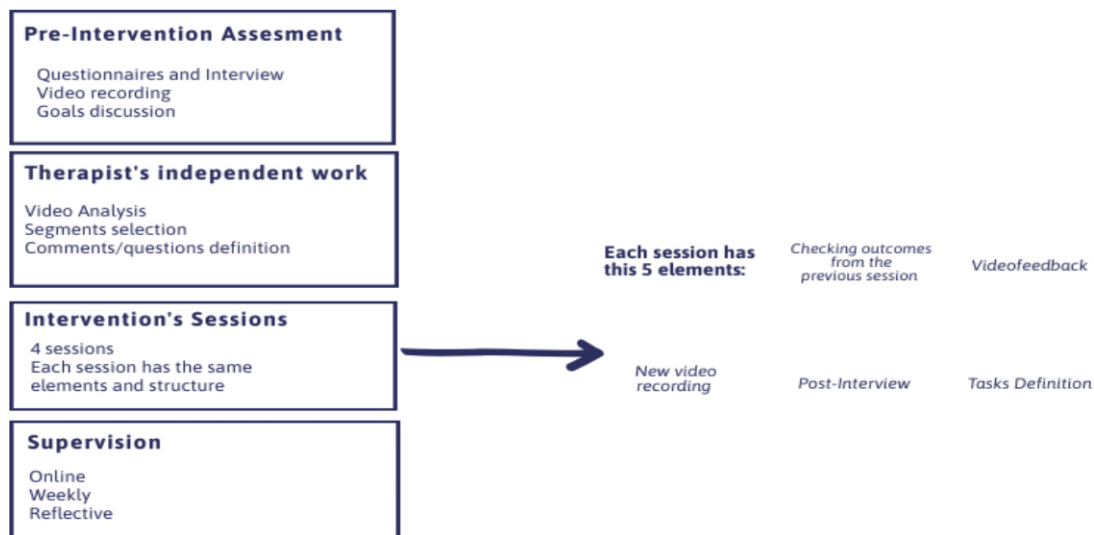 Pre-Intervention Assesment
Questionnaires and Interview
Video recording
Goals discussion
Therapist's independent work
Video Analysis
Segments selection
Comments/questions definition
Intervention's Sessions
4 sessions
Each session has the same
elements and structure
Supervision
Online
Weekly
Reflective
Each session has
this 5 elements:
Checking outcomes
from the
previous session
Videofeedback
New video
recording
Post-Interview
Tasks Definition